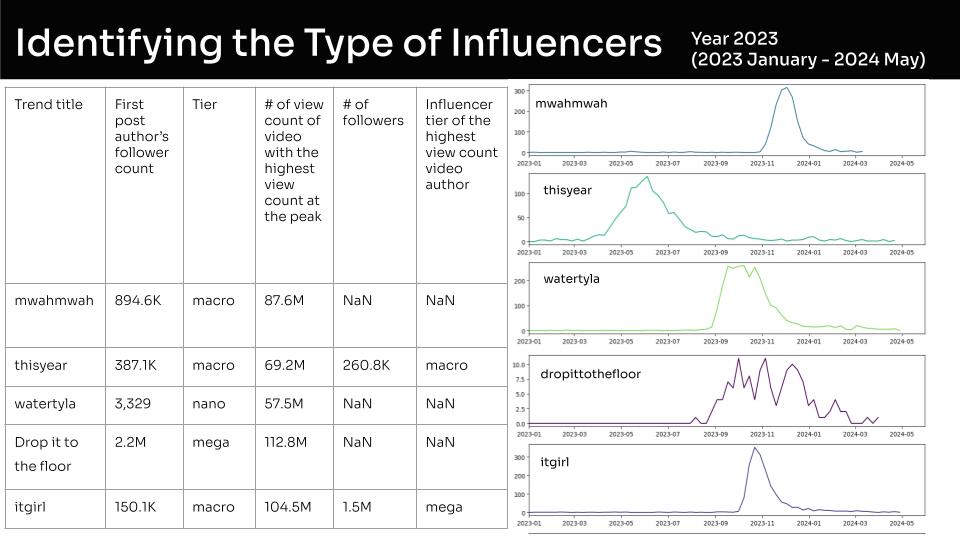 Identifying the Type of Influencers
Year 2023
(2023 January - 2024 May)
Trend title
First
post
author's
follower
count
Tier
# of view
count of
video
with the
highest
view
count at
the peak
# of
followers
Influencer
tier of the
highest
view count
video
author
mwahmwah 894.6K macro 87.6M NaN NaN
thisyear 387.1K macro 69.2M 260.8K macro
watertyla 3,329 nano 57.5M NaN NaN
Drop it to 2.2M mega 112.8M NaN NaN
the floor
itgirl 150.1K macro 104.5M 1.5M mega
mwahmwah
300
200
100
0
2023-01 2023-03 2023-05 2023-07 2023-09 2023-11 2024-01 2024-03 2024-05
thisyear
100
50
0
2023-01 2023-03 2023-05 2023-07 2023-09 2023-11 2024-01 2024-03 2024-05
watertyla
200
100
0
2023-01 2023-03 2023-05 2023-07 2023-09 2023-11 2024-01 2024-03 2024-05
dropittothefloor
10.0
7.5
5.0
2.5
0.0
2023-01 2023-03 2023-05 2023-07 2023-09 2023-11 2024-01 2024-03 2024-05
itgirl
300
200
100
0
2023-01 2023-03 2023-05 2023-07 2023-09 2023-11 2024-01 2024-03 2024-05